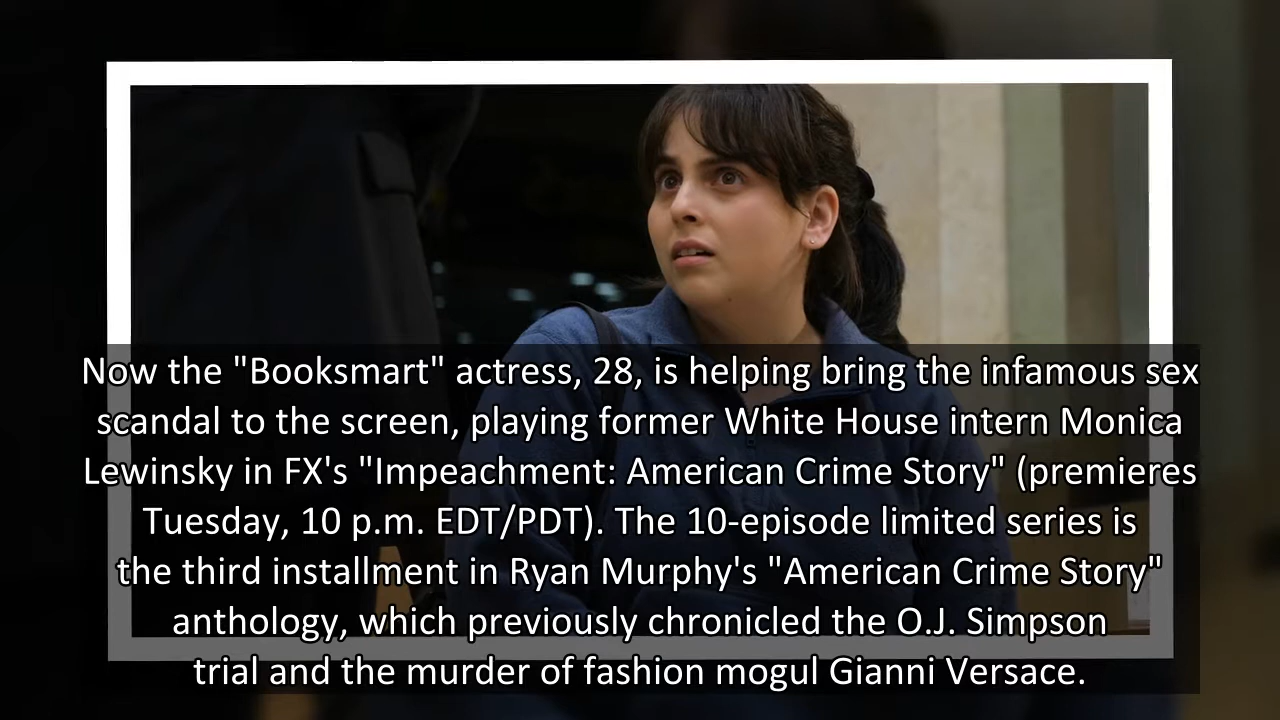 Now the "Booksmart" actress, 28, is helping bring the infamous sex
scandal to the screen, playing former White House intern Monica
Lewinsky in FX's "Impeachment: American Crime Story" (premieres
Tuesday, 10 p.m. EDT/PDT). The 10-episode limited series is
the third installment in Ryan Murphy's "American Crime Story"
anthology, which previously chronicled the O.J. Simpson
trial and the murder of fashion mogul Gianni Versace.